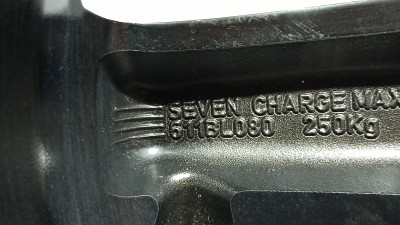 SEVEN CHARGE MAX
611BL080 250Kg